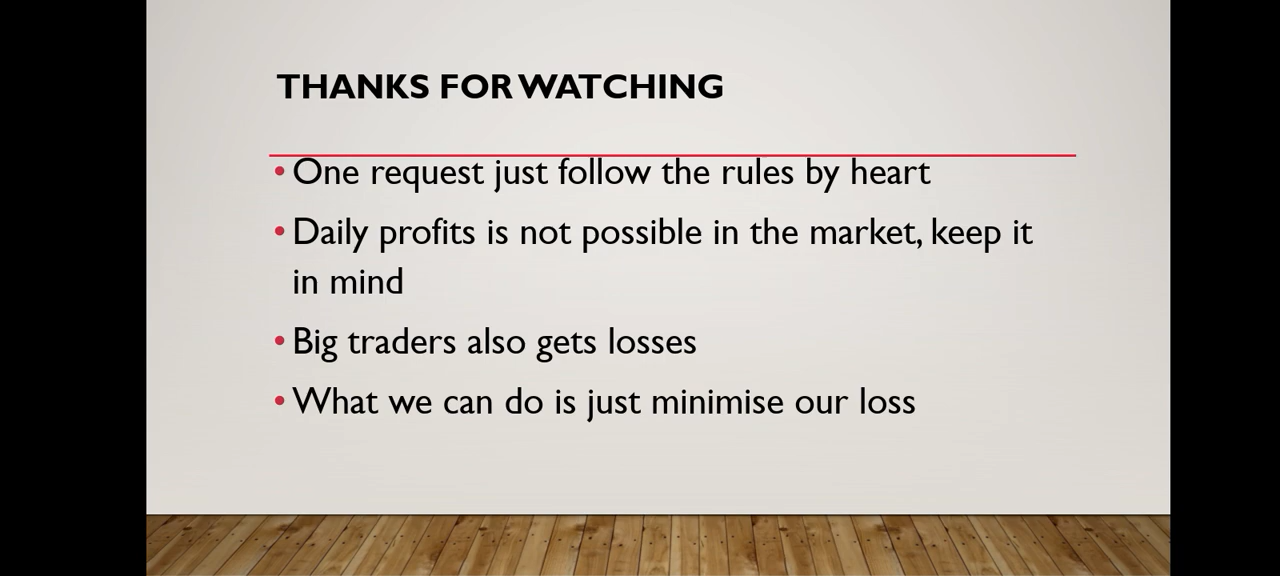 THANKS FOR WATCHING
• One request just follow the rules by heart
• Daily profits is not possible in the market, keep it
in mind
• Big traders also gets losses
• What we can do is just minimise our loss